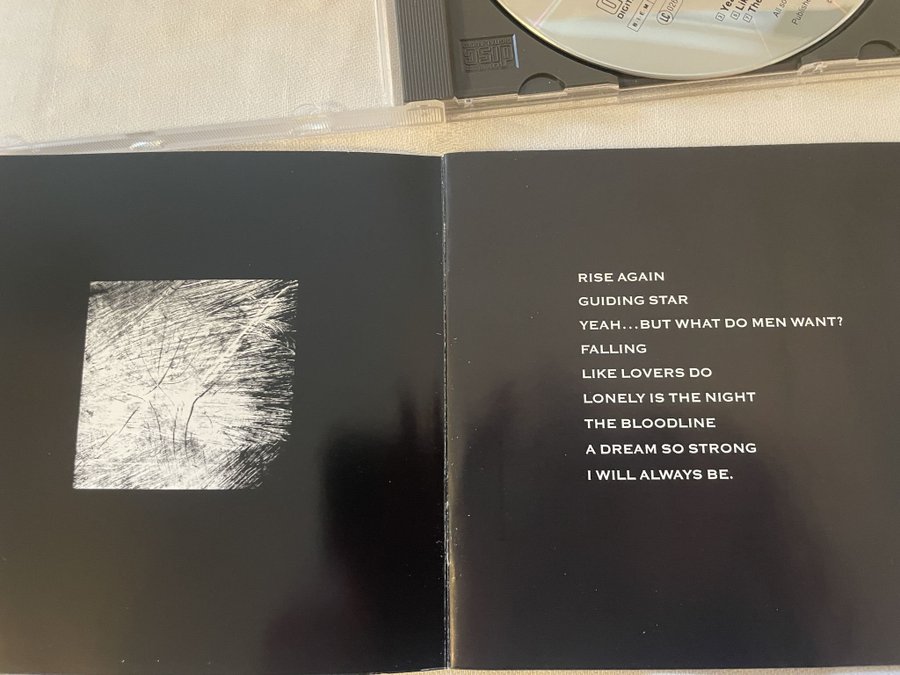 DIGIT
RISE AGAIN
GUIDING STAR
YEAH...BUT WHAT DO MEN WANT?
FALLING
LIKE LOVERS DO
LONELY IS THE NIGHT
THE BLOODLINE
A DREAM SO STRONG
I WILL ALWAYS BE.